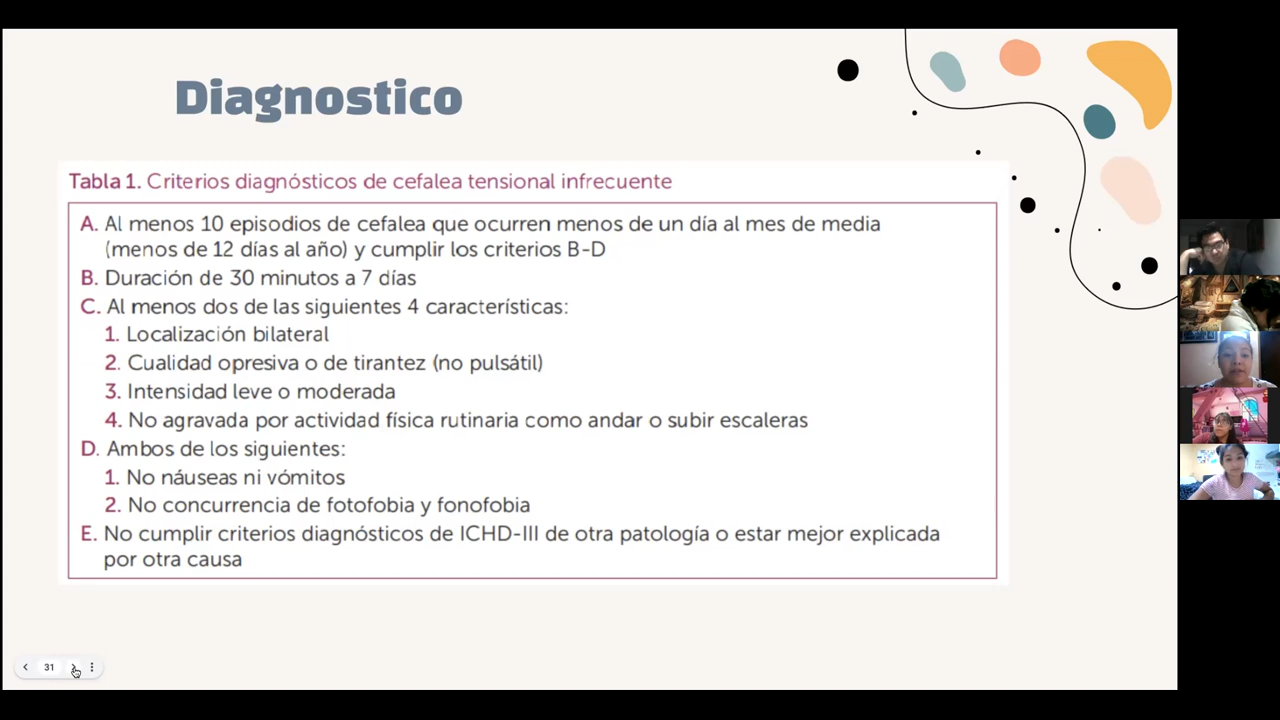 Diagnostico
Tabla 1. Criterios diagnósticos de cefalea tensional infrecuente
A. Al menos 10 episodios de cefalea que ocurren menos de un día al mes de media
(menos de 12 días al año) y cumplir los criterios B-D
B. Duración de 30 minutos a 7 días
C. Al menos dos de las siguientes 4 características:
1. Localización bilateral
2. Cualidad opresiva o de tirantez (no pulsátil)
3. Intensidad leve o moderada
4. No agravada por actividad física rutinaria como andar o subir escaleras
D. Ambos de los siguientes:
1. No náuseas ni vómitos
2. No concurrencia de fotofobia y fonofobia
E. No cumplir criterios diagnósticos de ICHD-III de otra patología o estar mejor explicada
por otra causa
31